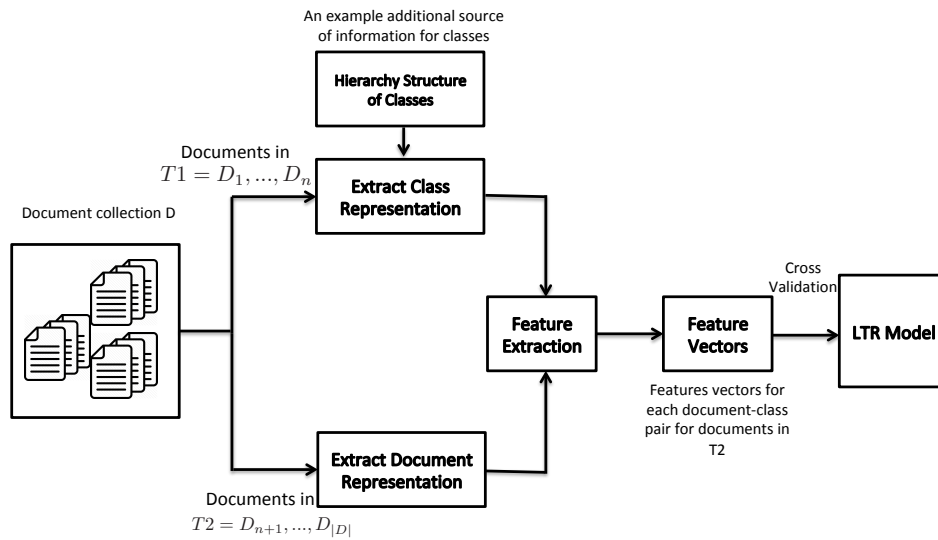 An example additional source
of information for classes
Hierarchy Structure
of Classes
Documents in
T1 = D_1, ..., D_n
Extract Class
Representation
Document collection D
Cross
Validation
Feature
Extraction
Feature
Vectors
LTR Model
Features vectors for
each document-class
pair for documents in
T2
Extract Document
Representation
Documents in
T2 = D_{n+1}, ..., D_{|D|}